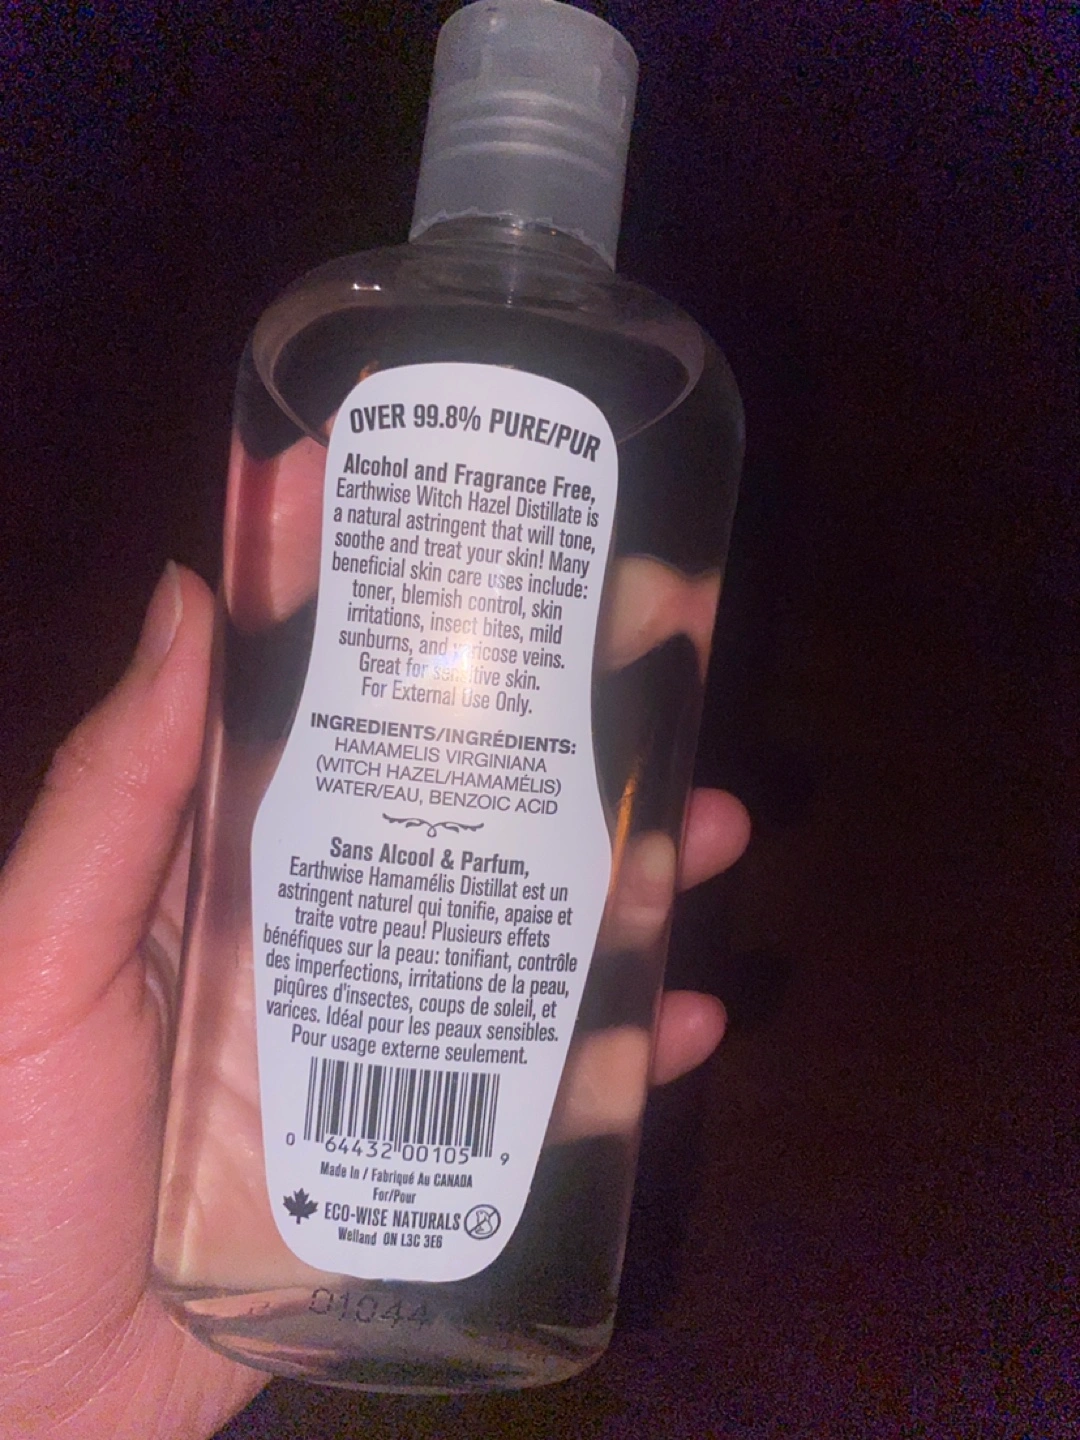 OVER 99.8% PURE/PUR
Alcohol and Fragrance Free,
Earthwise Witch Hazel Distillate is
a natural astringent that will tone,
soothe and treat your skin! Many
beneficial skin care uses include:
toner, blemish control, skin
irritations, insect bites, mild
sunburns, and varicose veins.
Great for sensitive skin.
For External Use Only.
INGREDIENTS/INGRÉDIENTS:
HAMAMELIS VIRGINIANA
(WITCH HAZEL/HAMAMÉLIS)
WATER/EAU, BENZOIC ACID
Sans Alcool & Parfum,
Earthwise Hamamélis Distillat est un
astringent naturel qui tonifie, apaise et
traite votre peau! Plusieurs effets
bénéfiques sur la peau: tonifiant, contrôle
des imperfections, irritations de la peau,
piqûres d'insectes, coups de soleil, et
varices. Idéal pour les peaux sensibles.
Pour usage externe seulement.
0 64432 00105 9
Made In / Fabriqué Au CANADA
For/Pour
ECO-WISE NATURALS
Welland ON L3C 3E6
01044